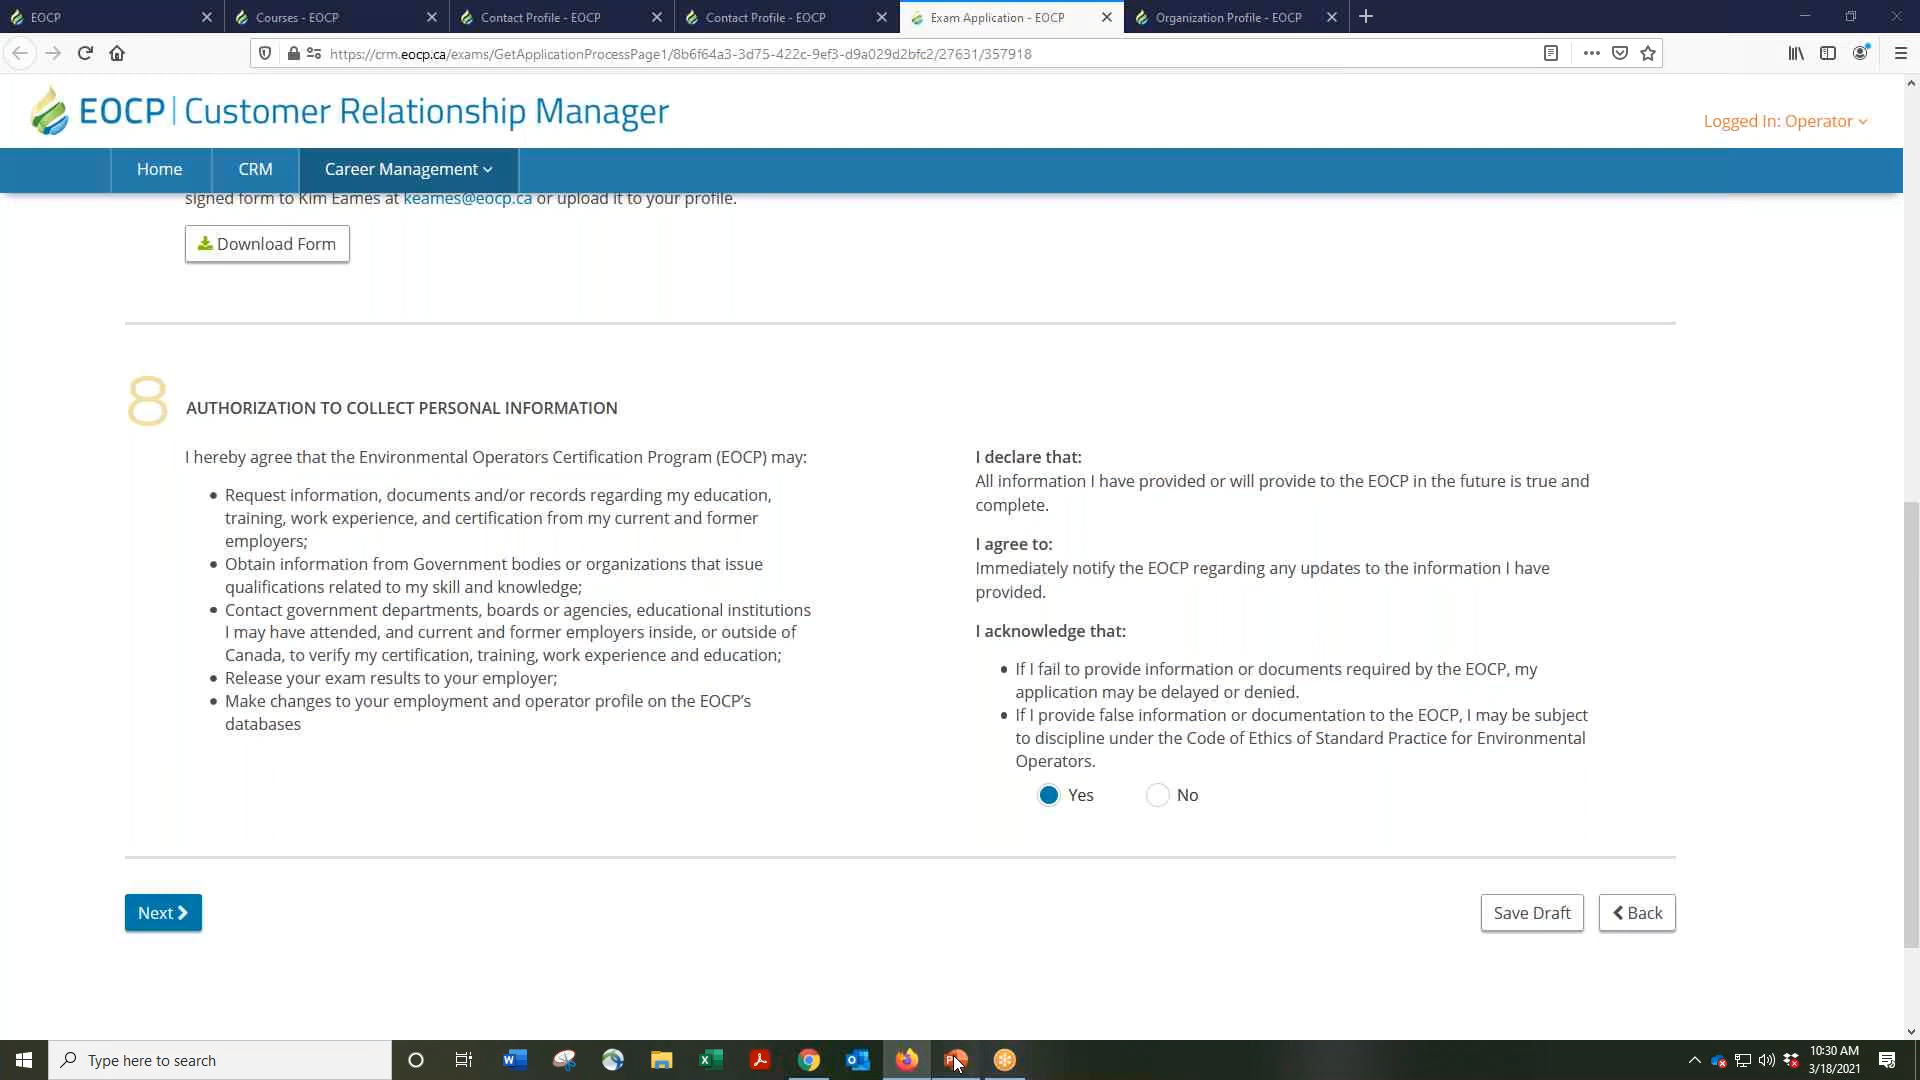 EOCP
Courses - EOCP
Contact Profile - EOCP
Contact Profile - EOCP
Exam Application - EOCP
Organization Profile - EOCP
https://crm.eocp.ca/exams/GetApplicationProcessPage1/8b6f64a3-3d75-422c-9ef3-d9a029d2bfc2/27631/357918
EOCP | Customer Relationship Manager
Logged In: Operator
Home
CRM
Career Management
signed form to Kim Eames at keames@eocp.ca or upload it to your profile.
Download Form
8
AUTHORIZATION TO COLLECT PERSONAL INFORMATION
I hereby agree that the Environmental Operators Certification Program (EOCP) may:
• Request information, documents and/or records regarding my education,
training, work experience, and certification from my current and former
employers;
• Obtain information from Government bodies or organizations that issue
qualifications related to my skill and knowledge;
• Contact government departments, boards or agencies, educational institutions
I may have attended, and current and former employers inside, or outside of
Canada, to verify my certification, training, work experience and education;
• Release your exam results to your employer;
• Make changes to your employment and operator profile on the EOCP's
databases
I declare that:
All information I have provided or will provide to the EOCP in the future is true and
complete.
I agree to:
Immediately notify the EOCP regarding any updates to the information I have
provided.
I acknowledge that:
• If I fail to provide information or documents required by the EOCP, my
application may be delayed or denied.
• If I provide false information or documentation to the EOCP, I may be subject
to discipline under the Code of Ethics of Standard Practice for Environmental
Operators.
Yes
No
Next
Save Draft
Back
Type here to search
10:30 AM
3/18/2021